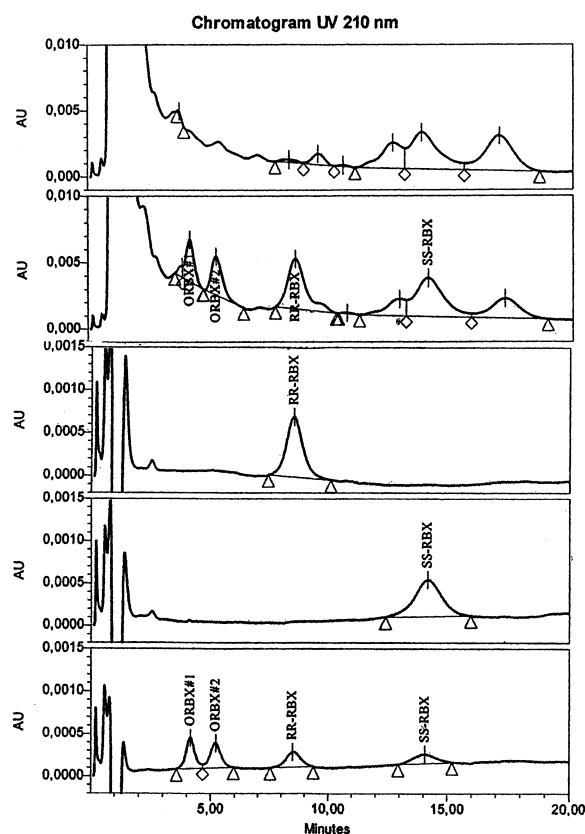 Chromatogram UV 210 nm
0,010
0,005
0,000
AU
0,010
0,005
0,000
AU
ORBX#1
ORBX#2
RR-RBX
SS-RBX
0,0015
0,0010
0,0005
0,0000
AU
RR-RBX
0,0015
0,0010
0,0005
0,0000
AU
SS-RBX
0,0015
0,0010
0,0005
0,0000
AU
ORBX#1
ORBX#2
RR-RBX
SS-RBX
5,00 10,00 15,00 20,00
Minutes